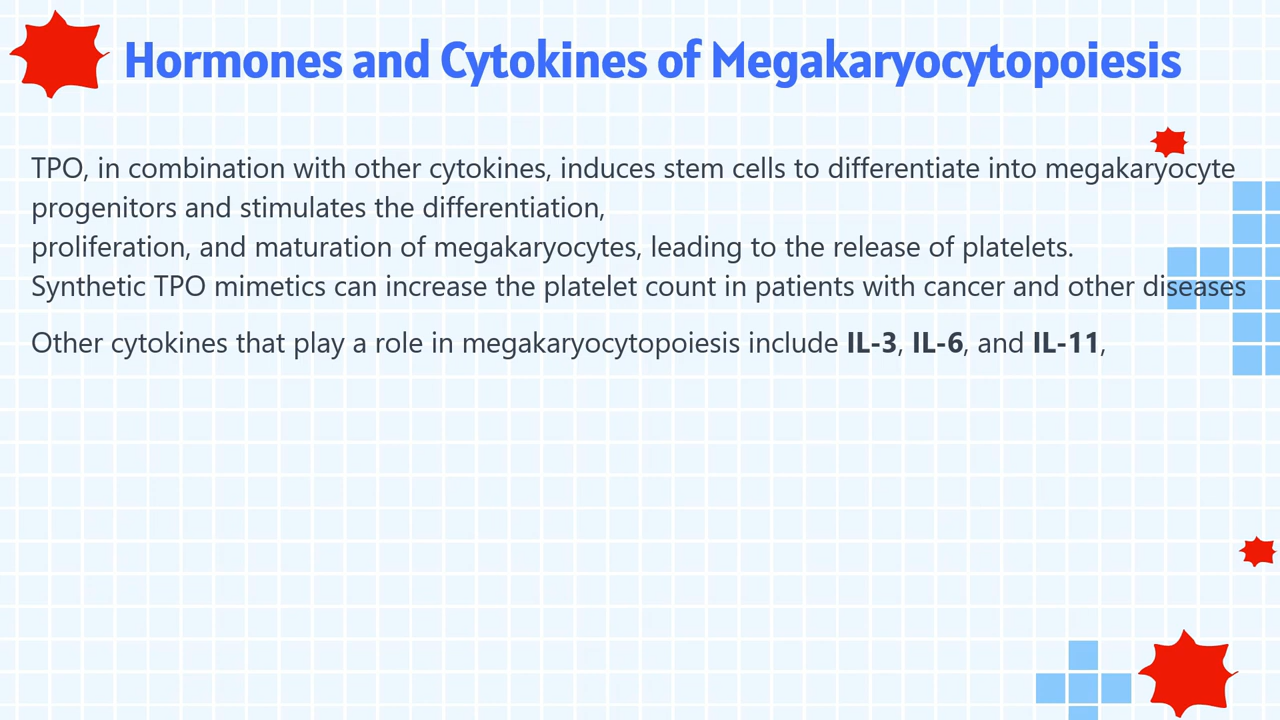 Hormones and Cytokines of Megakaryocytopoiesis
TPO, in combination with other cytokines, induces stem cells to differentiate into megakaryocyte
progenitors and stimulates the differentiation,
proliferation, and maturation of megakaryocytes, leading to the release of platelets.
Synthetic TPO mimetics can increase the platelet count in patients with cancer and other diseases
Other cytokines that play a role in megakaryocytopoiesis include IL-3, IL-6, and IL-11,